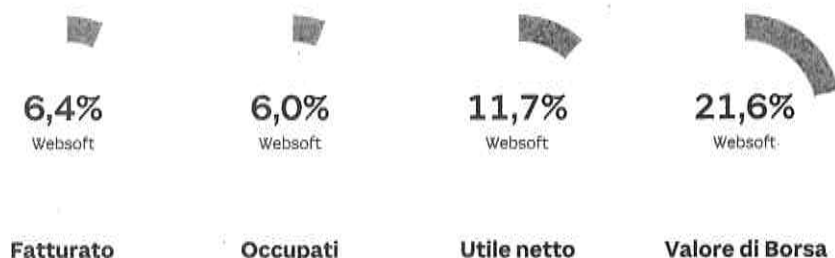 6,4%
Websoft
6,0%
Websoft
11,7%
Websoft
21,6%
Websoft
Fatturato
Occupati
Utile netto
Valore di Borsa